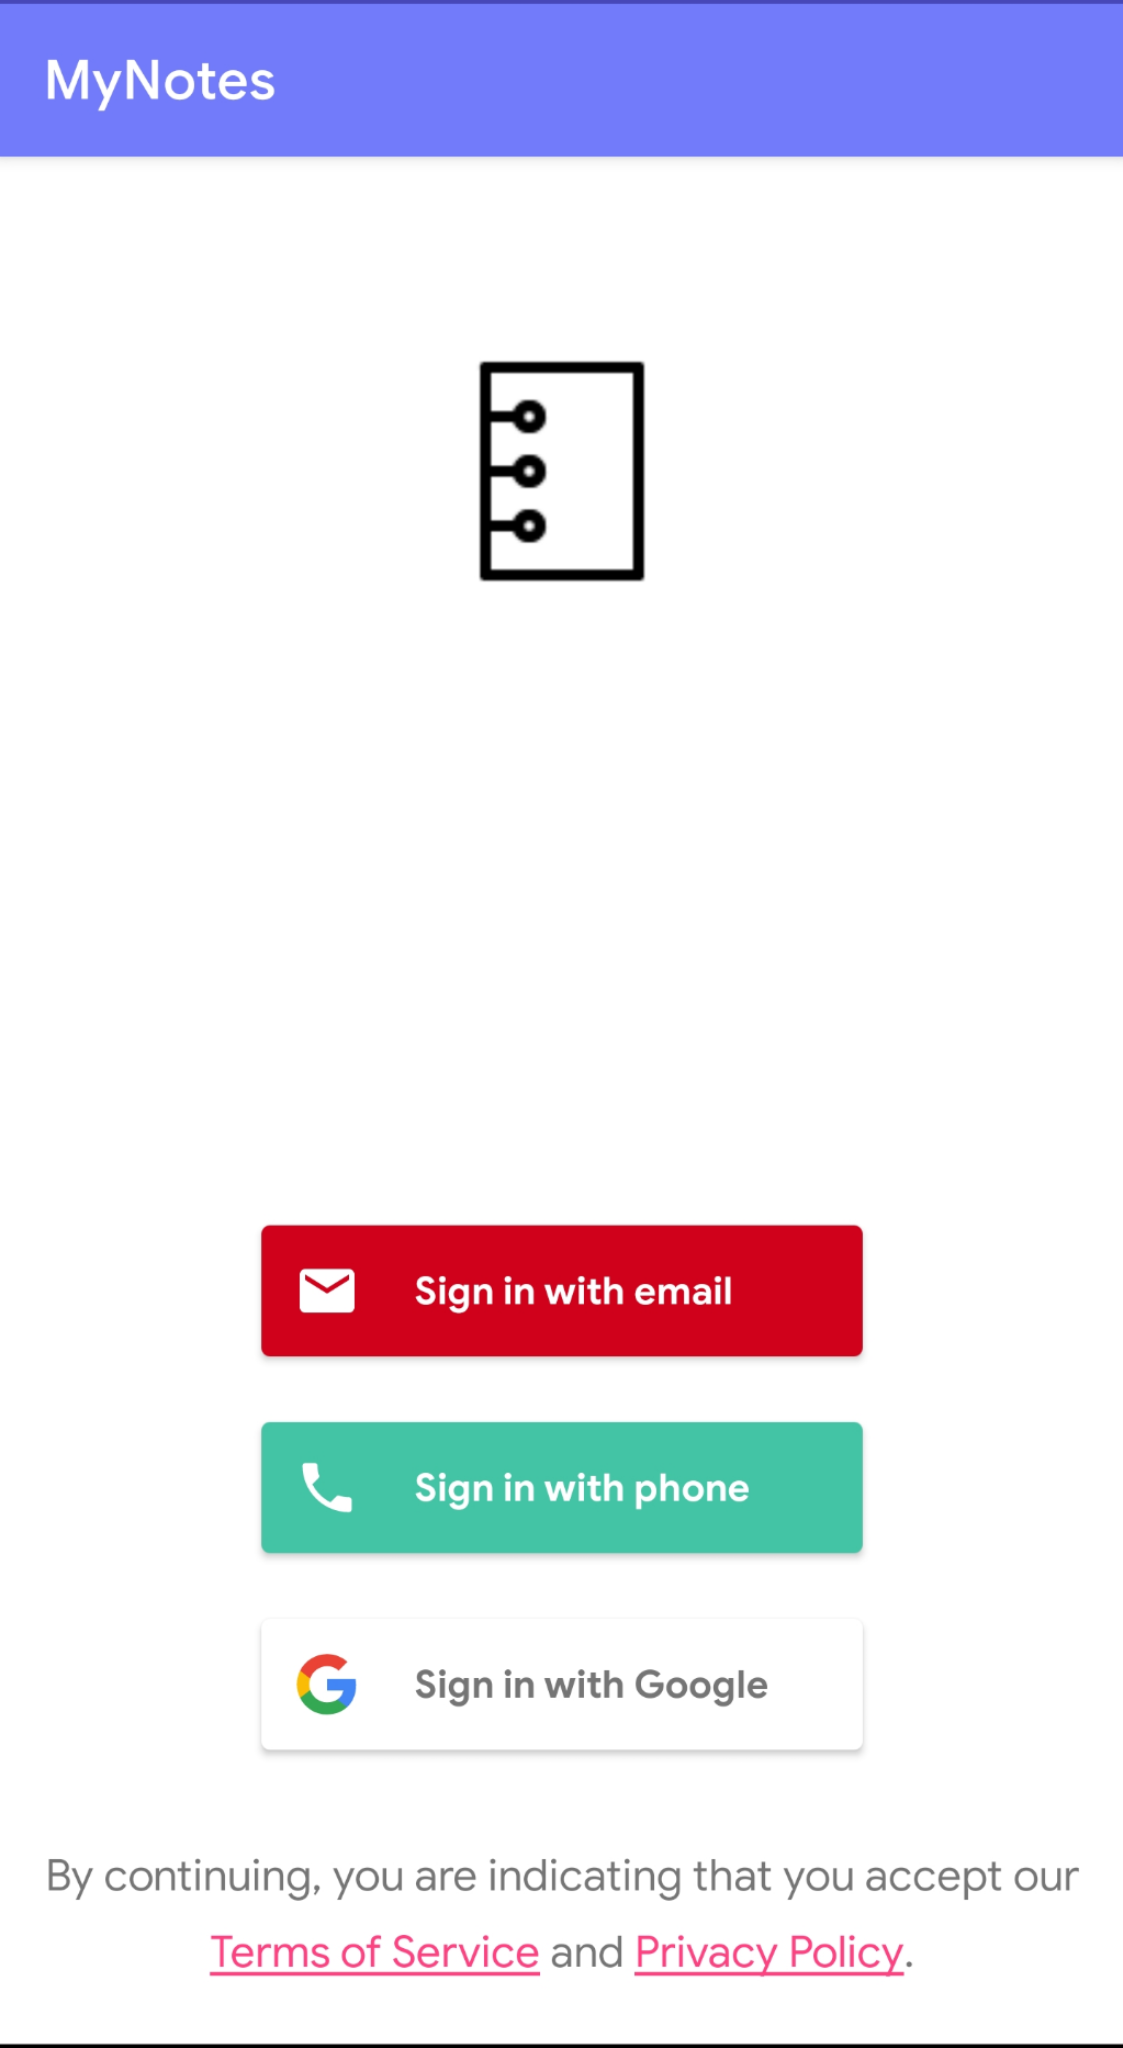 MyNotes
Sign in with email
Sign in with phone
Sign in with Google
By continuing, you are indicating that you accept our
Terms of Service and Privacy Policy.